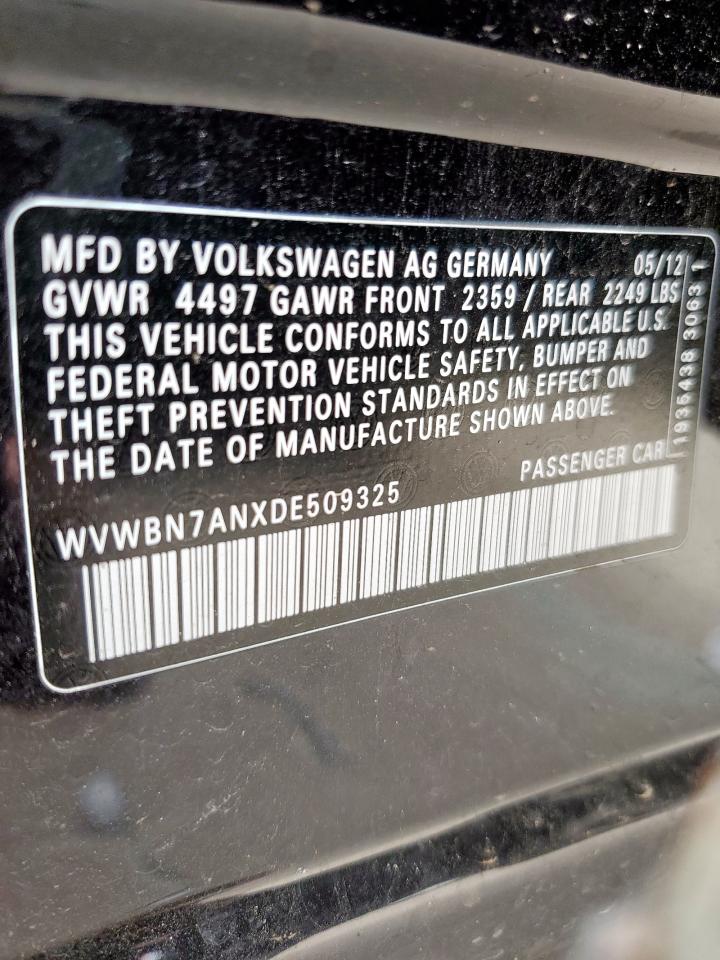 MFD BY VOLKSWAGEN AG GERMANY 05/12
GVWR 4497 GAWR FRONT 2359 / REAR 2249 LBS
THIS VEHICLE CONFORMS TO ALL APPLICABLE U.S.
FEDERAL MOTOR VEHICLE SAFETY, BUMPER AND
THEFT PREVENTION STANDARDS IN EFFECT ON
THE DATE OF MANUFACTURE SHOWN ABOVE.
PASSENGER CAR
WVWBN7ANXDE509325
1935438 3063 1